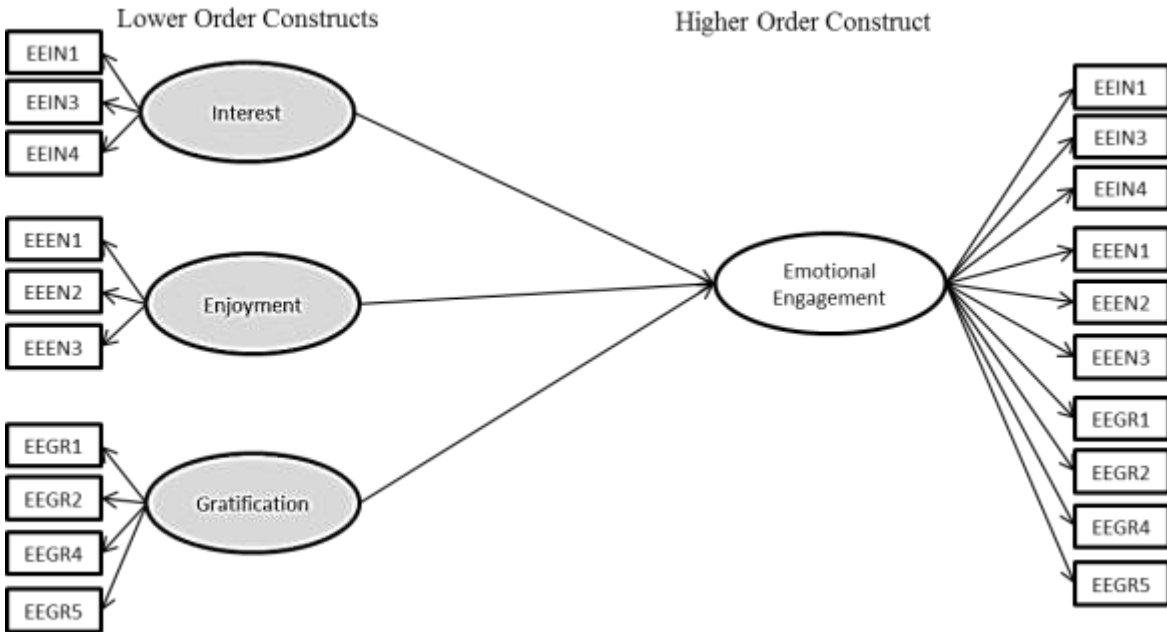 Lower Order Constructs
Higher Order Construct
EEIN1
EEIN3
EEIN4
Interest
EEEN1
EEEN2
EEEN3
Enjoyment
EEGR1
EEGR2
EEGR4
EEGR5
Gratification
Emotional
Engagement
EEIN1
EEIN3
EEIN4
EEEN1
EEEN2
EEEN3
EEGR1
EEGR2
EEGR4
EEGR5